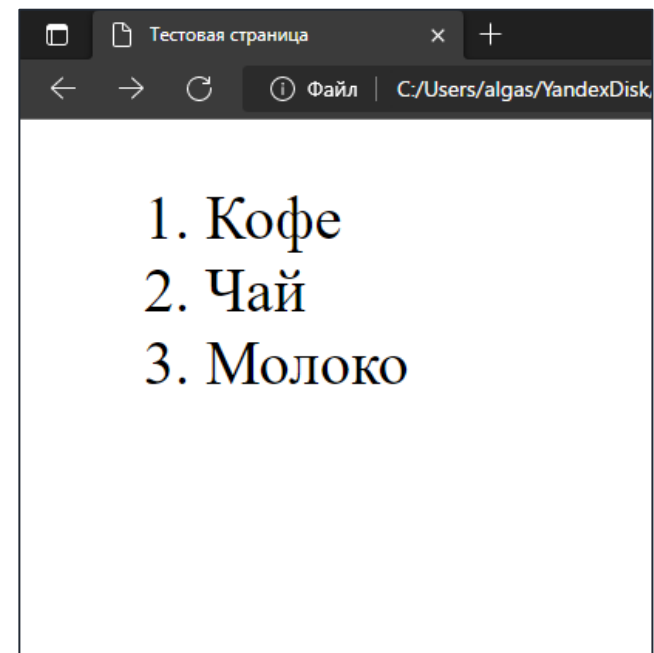 Тестовая страница
Файл C:/Users/algas/YandexDisk
1. Кофе
2. Чай
3. Молоко